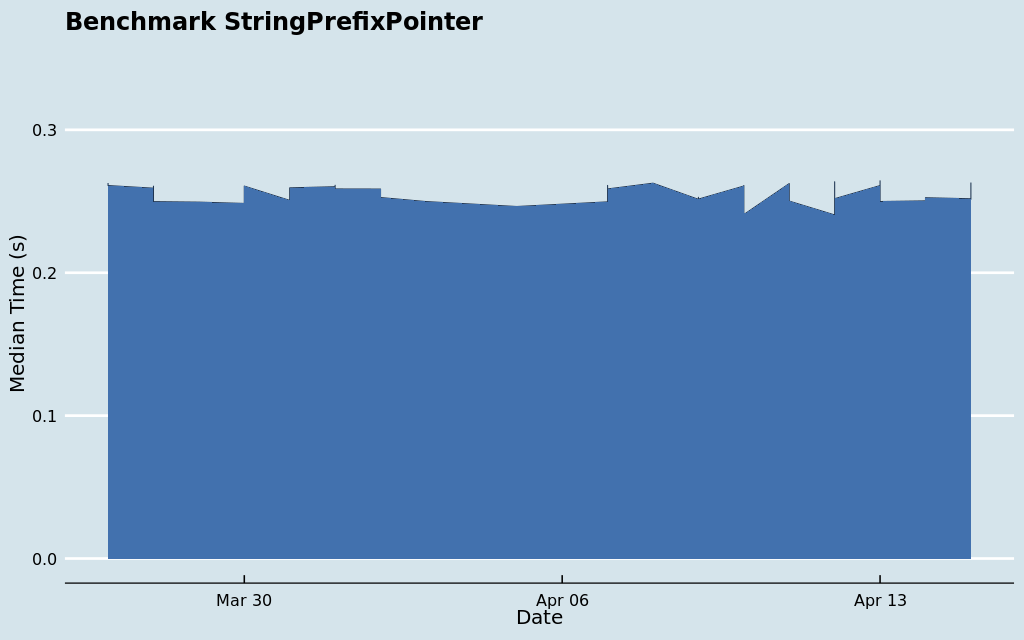 Benchmark StringPrefixPointer
0.3
0.2
0.1
0.0
Median Time (s)
Mar 30
Apr 06
Apr 13
Date